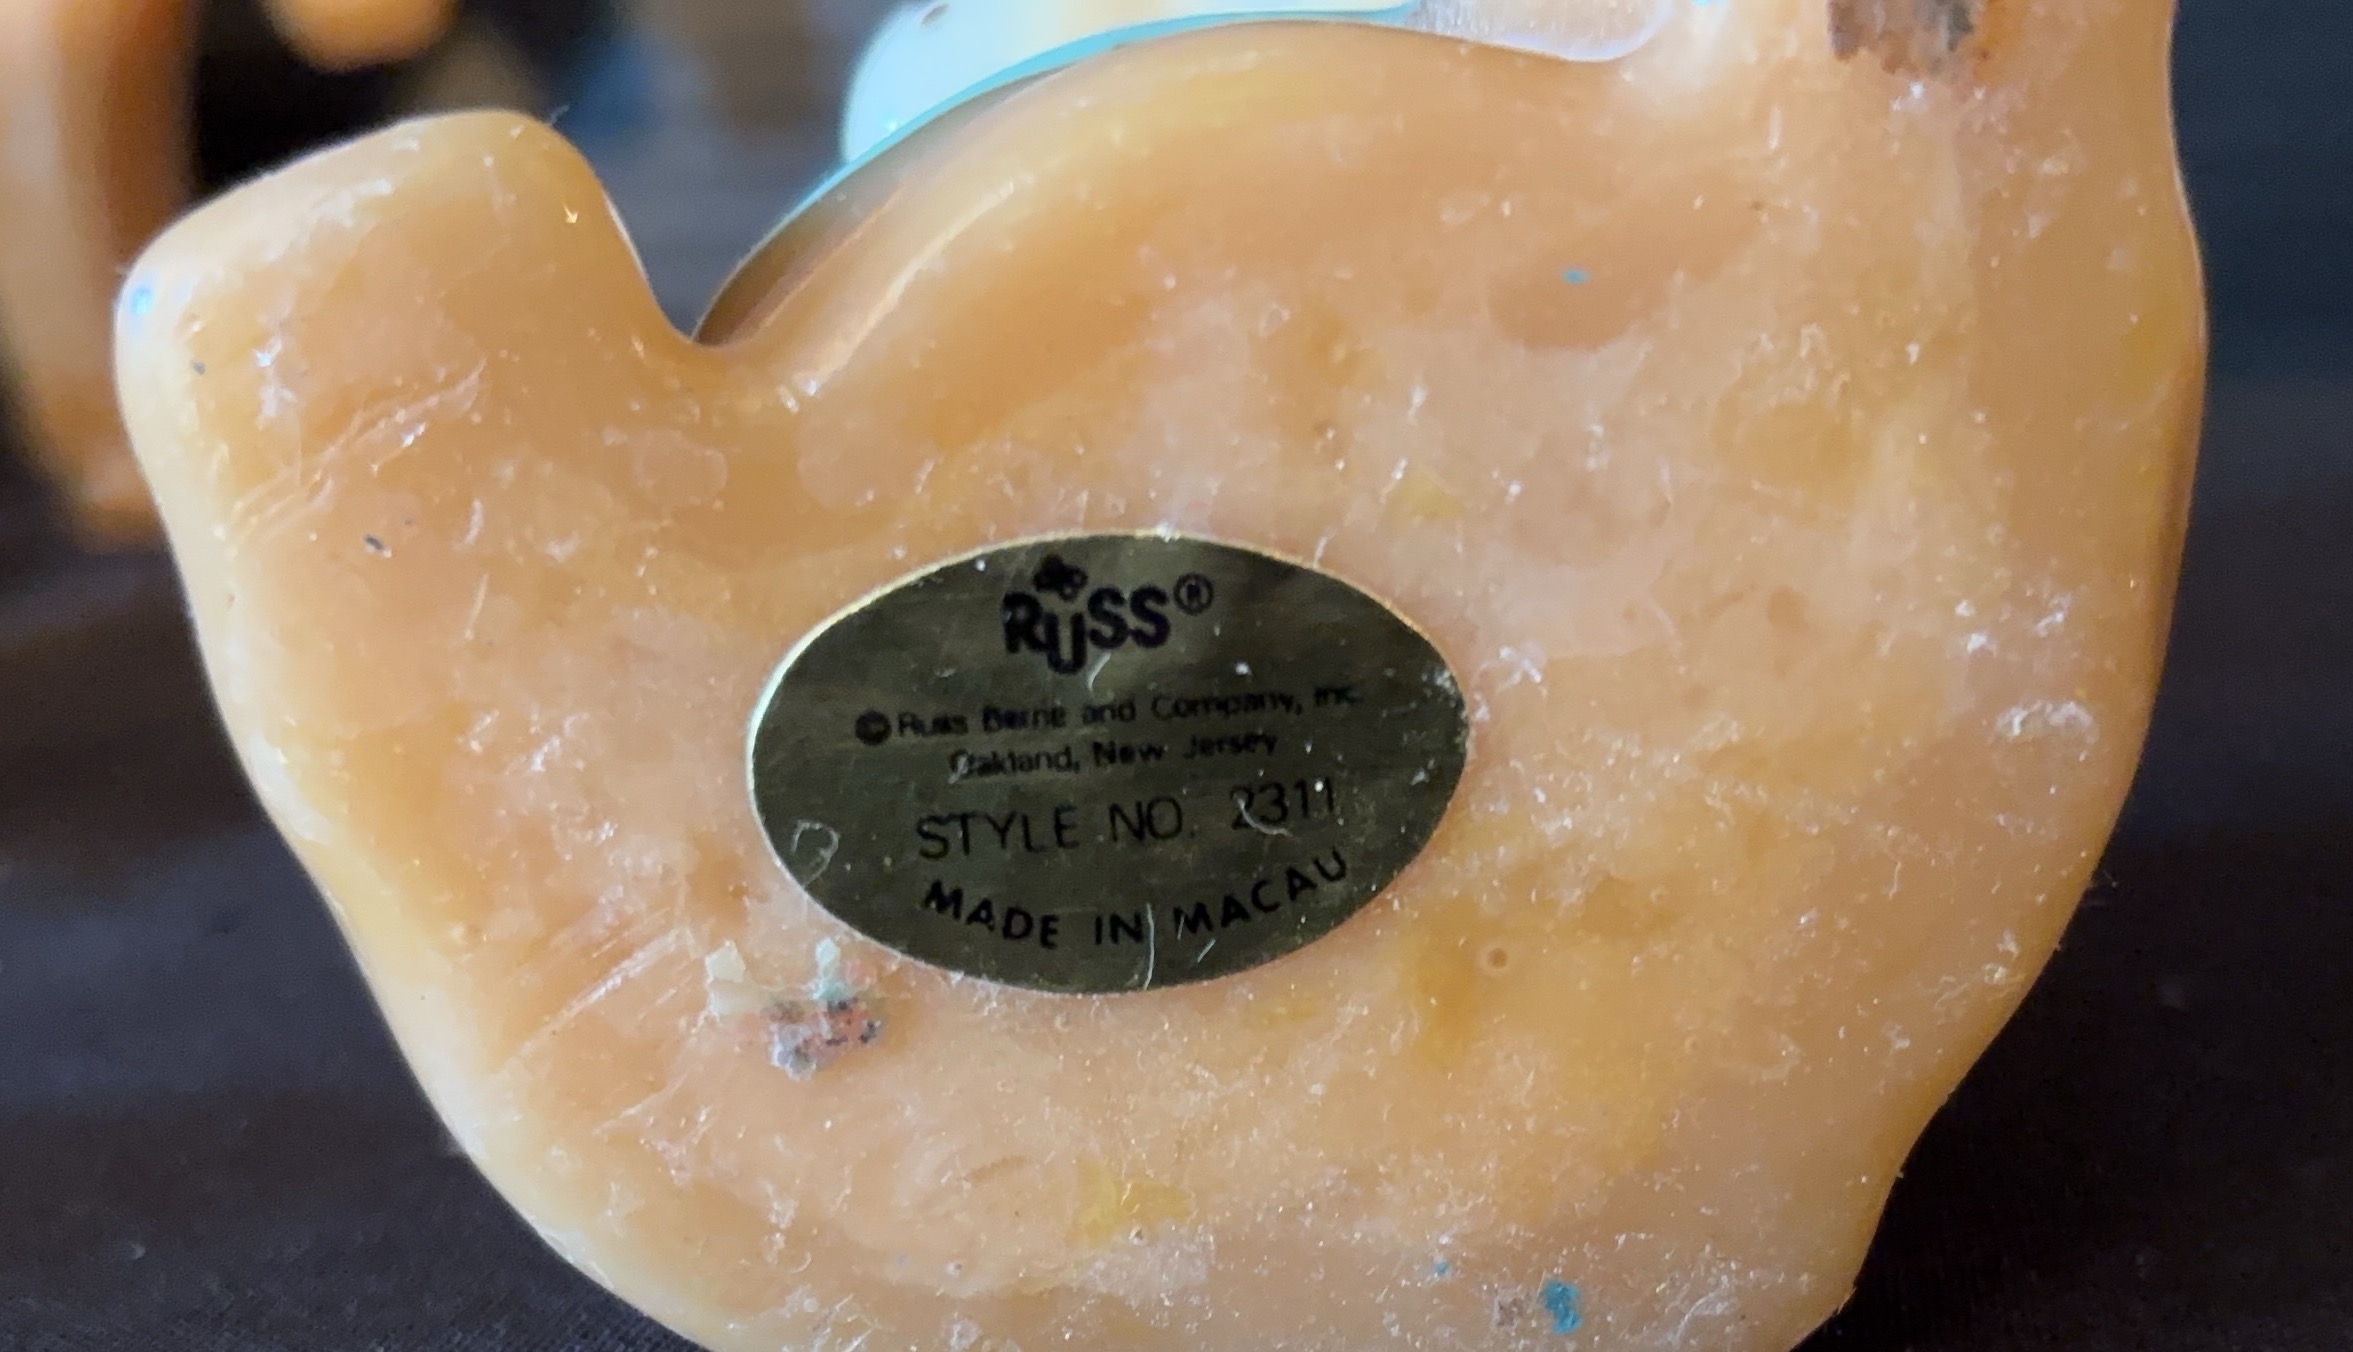 RUSS®
© Russ Berrie and Company, Inc.
Oakland, New Jersey
STYLE NO. 2311
MADE IN MACAU